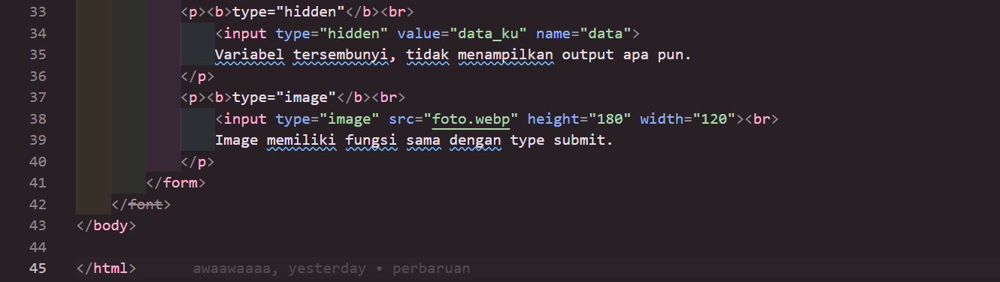 33 <p><b>type="hidden"</b><br>
34 <input type="hidden" value="data_ku" name="data">
35 Variabel tersembunyi, tidak menampilkan output apa pun.
36 </p>
37 <p><b>type="image"</b><br>
38 <input type="image" src="foto.webp" height="180" width="120"><br>
39 Image memiliki fungsi sama dengan type submit.
40 </p>
41 </form>
42 </font>
43 </body>
44
45 </html> awaawaaaa, yesterday • perbaruan